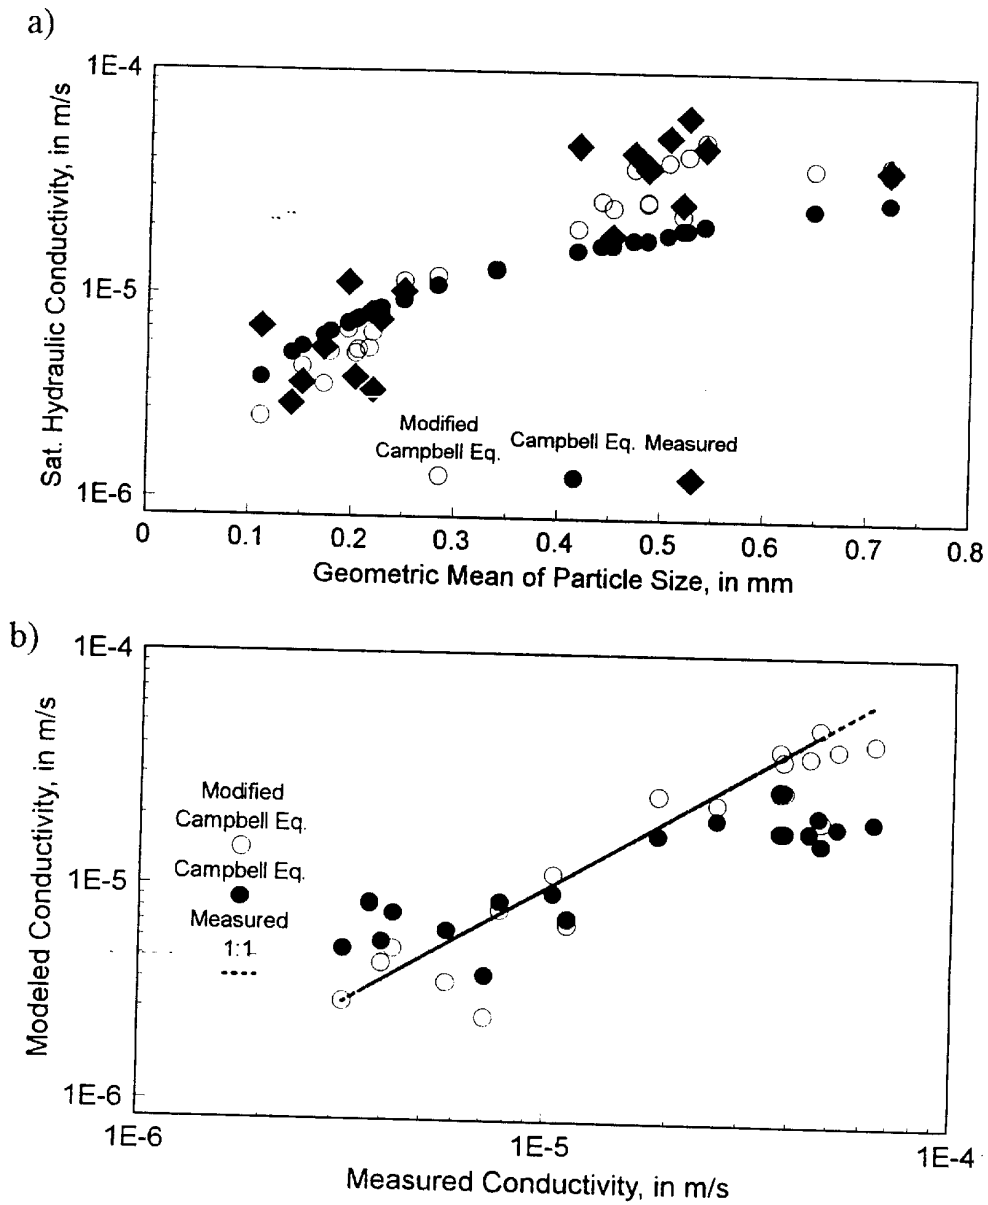 a)
1E-4
1E-5
1E-6
Sat. Hydraulic Conductivity, in m/s
Modified
Campbell Eq.
Campbell Eq.
Measured
0 0.1 0.2 0.3 0.4 0.5 0.6 0.7 0.8
Geometric Mean of Particle Size, in mm
b)
1E-4
1E-5
1E-6
Modeled Conductivity, in m/s
Modified
Campbell Eq.
Campbell Eq.
Measured
1:1
1E-6 1E-5 1E-4
Measured Conductivity, in m/s